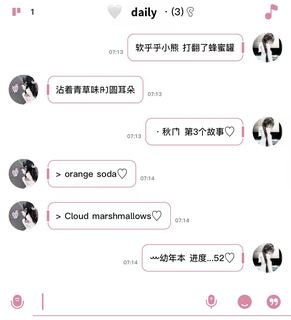 1
daily · (3)
软乎乎小熊 打翻了蜂蜜罐
07:13
沾着青草味的圆耳朵
07:13
· 秋门 第3个故事♡
07:13
> orange soda♡
07:14
> Cloud marshmallows♡
07:14
幼年本 进度...52♡
07:14